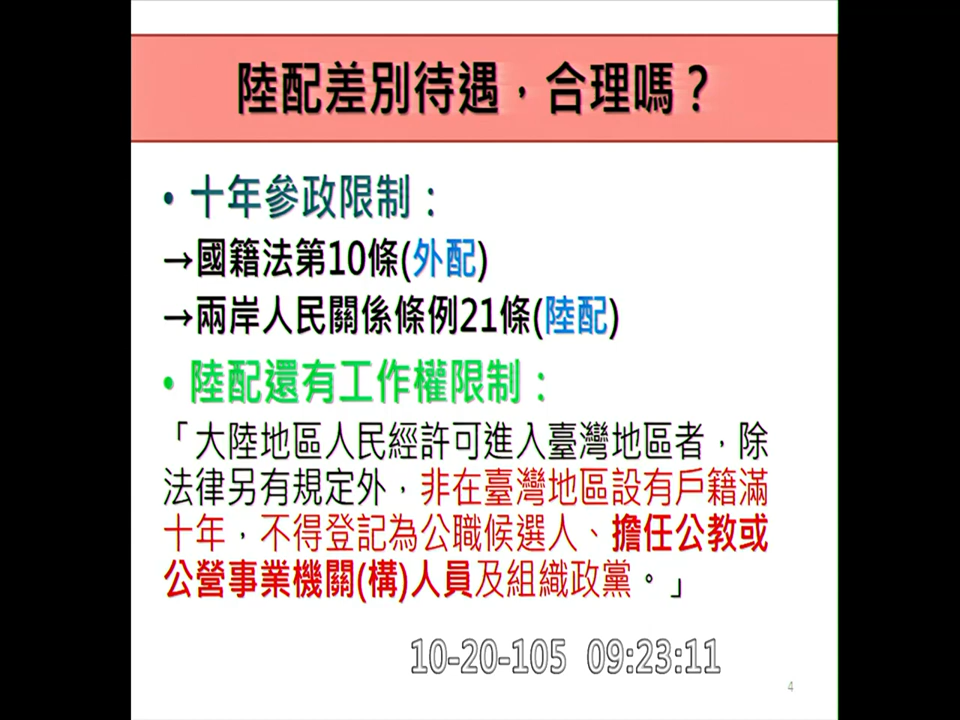 陸配差別待遇，合理嗎？
• 十年參政限制：
→國籍法第10條(外配)
→兩岸人民關係條例21條(陸配)
• 陸配還有工作權限制：
「大陸地區人民經許可進入臺灣地區者，除
法律另有規定外，非在臺灣地區設有戶籍滿
十年，不得登記為公職候選人、擔任公教或
公營事業機關(構)人員及組織政黨。」
10-20-105 09:23:11
4